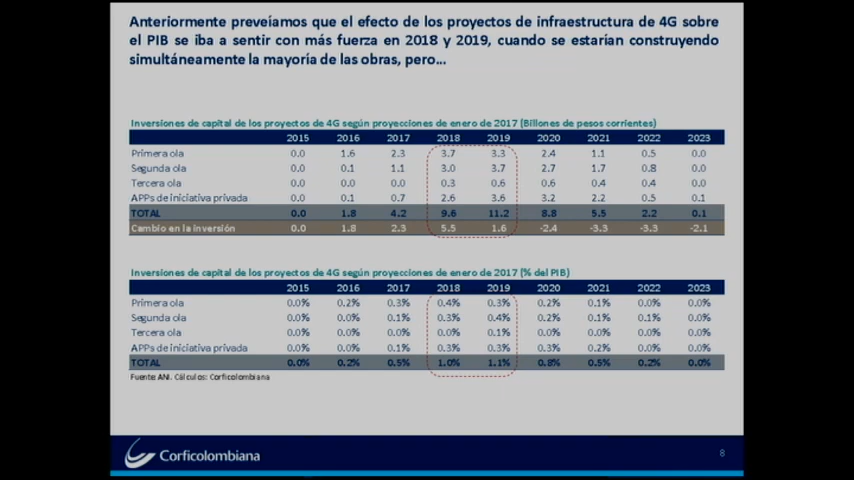 Anteriormente preveíamos que el efecto de los proyectos de infraestructura de 4G sobre
el PIB se iba a sentir con más fuerza en 2018 y 2019, cuando se estarían construyendo
simultáneamente la mayoría de las obras, pero...
Inversiones de capital de los proyectos de 4G según proyecciones de enero de 2017 (Billones de pesos corrientes)
2015 2016 2017 2018 2019 2020 2021 2022 2023
Primera ola 0.0 1.6 2.3 3.7 3.3 2.4 1.1 0.5 0.0
Segunda ola 0.0 0.1 1.1 3.0 3.7 2.7 1.7 0.8 0.0
Tercera ola 0.0 0.0 0.0 0.3 0.6 0.6 0.4 0.4 0.0
APPs de iniciativa privada 0.0 0.1 0.7 2.6 3.6 3.2 2.2 0.5 0.1
TOTAL 0.0 1.8 4.2 9.6 11.2 8.8 5.5 2.2 0.1
Cambio en la inversión 0.0 1.8 2.3 5.5 1.6 -2.4 -3.3 -3.3 -2.1
Inversiones de capital de los proyectos de 4G según proyecciones de enero de 2017 (% del PIB)
2015 2016 2017 2018 2019 2020 2021 2022 2023
Primera ola 0.0% 0.2% 0.3% 0.4% 0.3% 0.2% 0.1% 0.0% 0.0%
Segunda ola 0.0% 0.0% 0.1% 0.3% 0.4% 0.2% 0.1% 0.1% 0.0%
Tercera ola 0.0% 0.0% 0.0% 0.0% 0.1% 0.0% 0.0% 0.0% 0.0%
APPs de iniciativa privada 0.0% 0.0% 0.1% 0.3% 0.3% 0.3% 0.2% 0.0% 0.0%
TOTAL 0.0% 0.2% 0.5% 1.0% 1.1% 0.8% 0.5% 0.2% 0.0%
Fuente: ANI. Cálculos: Corficolombiana
Corficolombiana
8